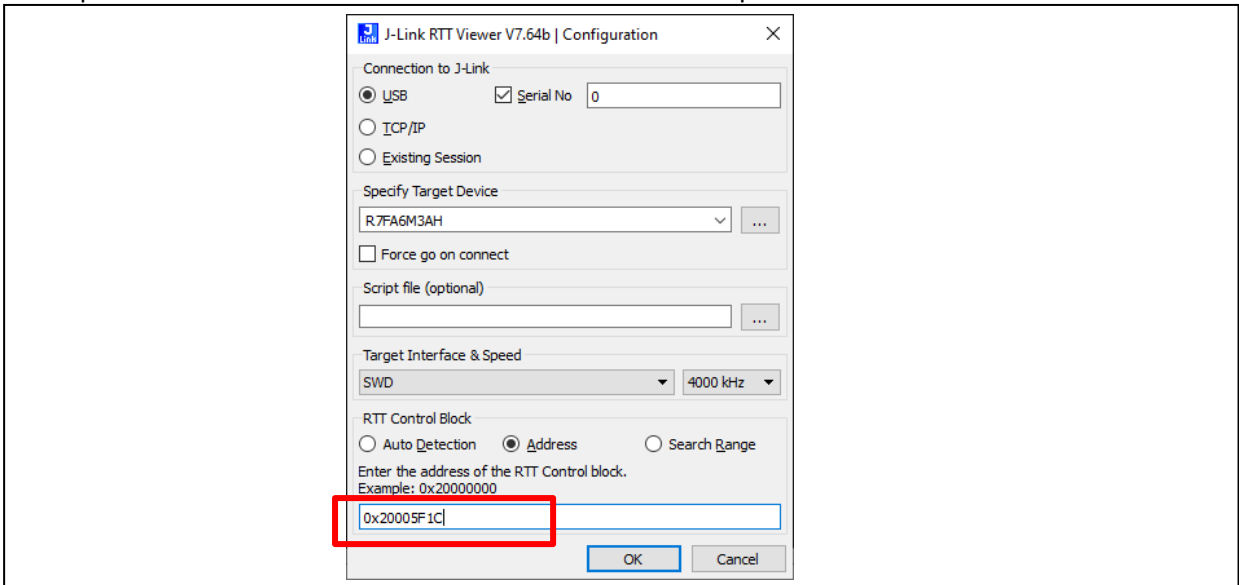 J-Link RTT Viewer V7.64b | Configuration
Connection to J-Link
USB Serial No 0
TCP/IP
Existing Session
Specify Target Device
R7FA6M3AH ...
Force go on connect
Script file (optional)
...
Target Interface & Speed
SWD 4000 kHz
RTT Control Block
Auto Detection Address Search Range
Enter the address of the RTT Control block.
Example: 0x20000000
0x20005F1C
OK Cancel